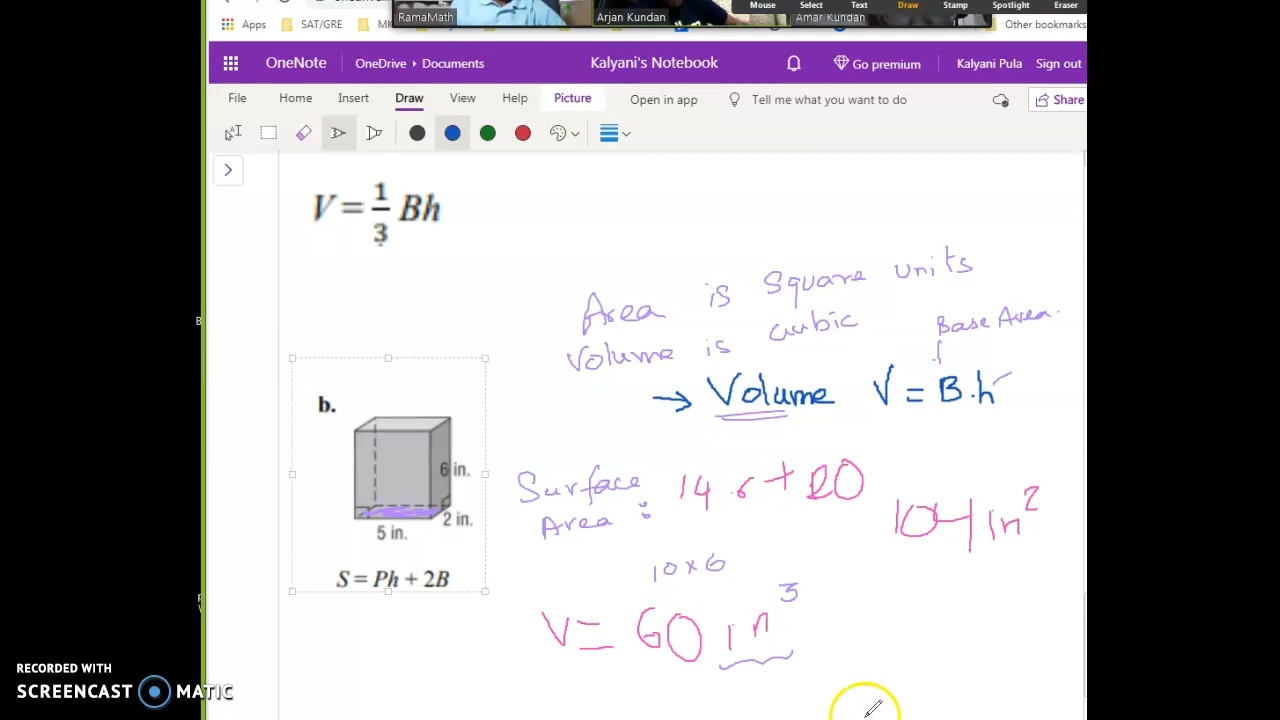 Mouse Select Text Draw Stamp Spotlight Eraser
RamaMath Arjan Kundan Amar Kundan
Apps SAT/GRE Other bookmarks
OneNote OneDrive › Documents Kalyani's Notebook Go premium Kalyani Pula Sign out
File Home Insert Draw View Help Picture Open in app Tell me what you want to do Share
V = 1/3 Bh
Area is square units
Volume is cubic
Base Area.
→ Volume V = B.h
b.
6 in.
2 in.
5 in.
S = Ph + 2B
Surface Area : 14.6 + 20
104 in²
10 x 6
V = 60 in³
RECORDED WITH
SCREENCAST MATIC